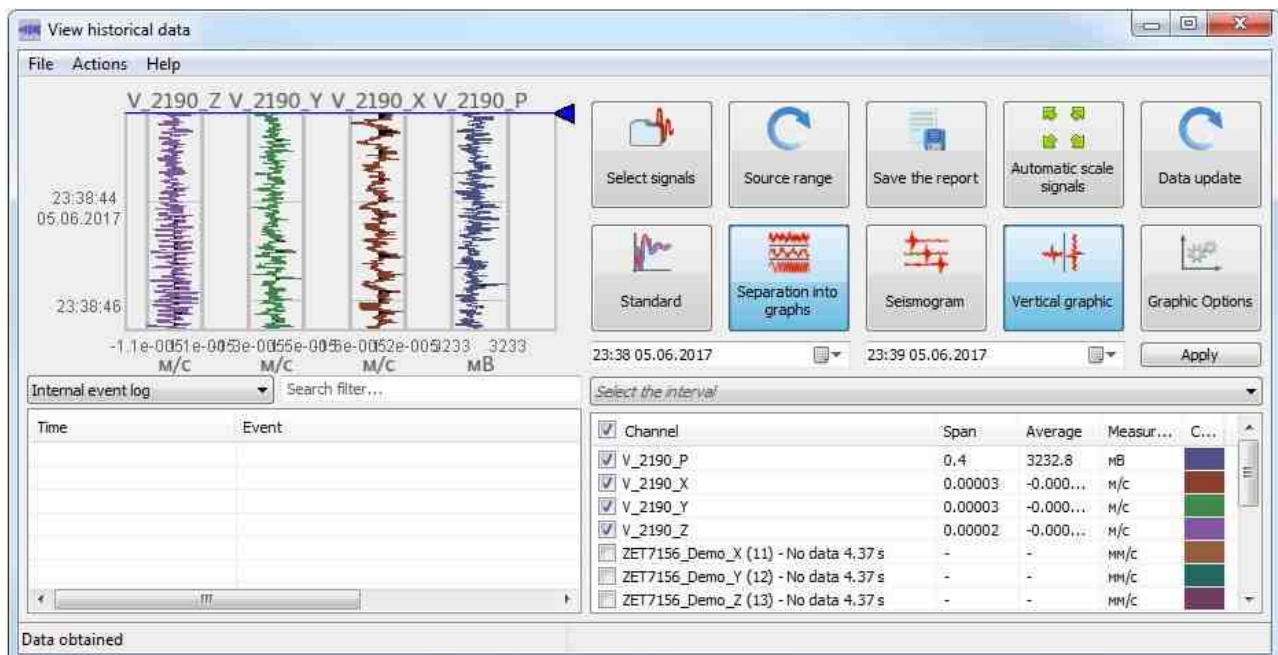 View historical data
File Actions Help
V_2190_Z V_2190_Y V_2190_X V_2190_P
23:38:44
05.06.2017
23:38:46
3233 3233
м/с м/с м/с мВ
Select signals
Source range
Save the report
Automatic scale
signals
Data update
Standard
Separation into
graphs
Seismogram
Vertical graphic
Graphic Options
23:38 05.06.2017
23:39 05.06.2017
Apply
Internal event log
Search filter...
Select the interval
Time Event
Channel Span Average Measur... C...
V_2190_P 0.4 3232.8 мВ
V_2190_X 0.00003 -0.000... м/с
V_2190_Y 0.00003 -0.000... м/с
V_2190_Z 0.00002 -0.000... м/с
ZET7156_Demo_X (11) - No data 4.37 s - - мм/с
ZET7156_Demo_Y (12) - No data 4.37 s - - мм/с
ZET7156_Demo_Z (13) - No data 4.37 s - - мм/с
Data obtained